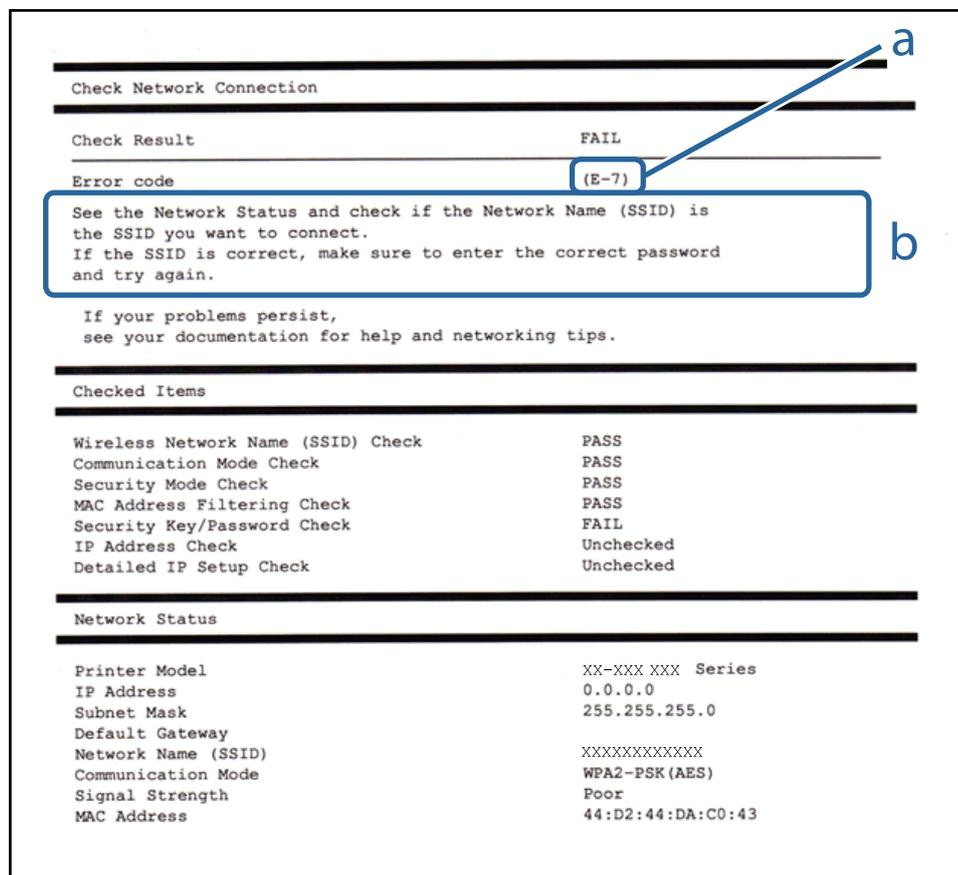 a
Check Network Connection
Check Result FAIL
Error code (E-7)
See the Network Status and check if the Network Name (SSID) is
the SSID you want to connect.
If the SSID is correct, make sure to enter the correct password
and try again.
b
If your problems persist,
see your documentation for help and networking tips.
Checked Items
Wireless Network Name (SSID) Check PASS
Communication Mode Check PASS
Security Mode Check PASS
MAC Address Filtering Check PASS
Security Key/Password Check FAIL
IP Address Check Unchecked
Detailed IP Setup Check Unchecked
Network Status
Printer Model XX-XXX XXX Series
IP Address 0.0.0.0
Subnet Mask 255.255.255.0
Default Gateway
Network Name (SSID) XXXXXXXXXXXX
Communication Mode WPA2-PSK(AES)
Signal Strength Poor
MAC Address 44:D2:44:DA:C0:43